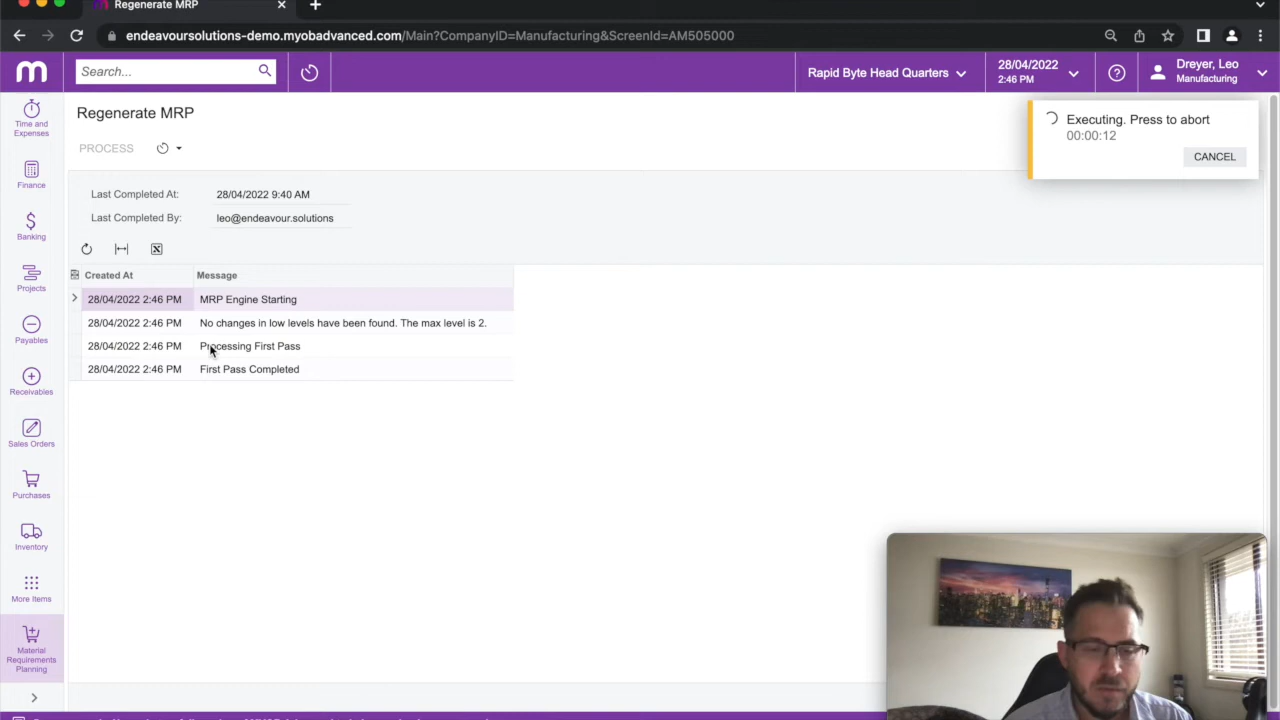 Regenerate MRP
endeavoursolutions-demo.myobadvanced.com/Main?CompanyID=Manufacturing&ScreenId=AM505000
Search...
Rapid Byte Head Quarters
28/04/2022
2:46 PM
Dreyer, Leo
Manufacturing
Time and
Expenses
Finance
Banking
Projects
Payables
Receivables
Sales Orders
Purchases
Inventory
More Items
Material
Requirements
Planning
Regenerate MRP
PROCESS
Executing. Press to abort
00:00:12
CANCEL
Last Completed At: 28/04/2022 9:40 AM
Last Completed By: leo@endeavour.solutions
Created At Message
28/04/2022 2:46 PM MRP Engine Starting
28/04/2022 2:46 PM No changes in low levels have been found. The max level is 2.
28/04/2022 2:46 PM Processing First Pass
28/04/2022 2:46 PM First Pass Completed